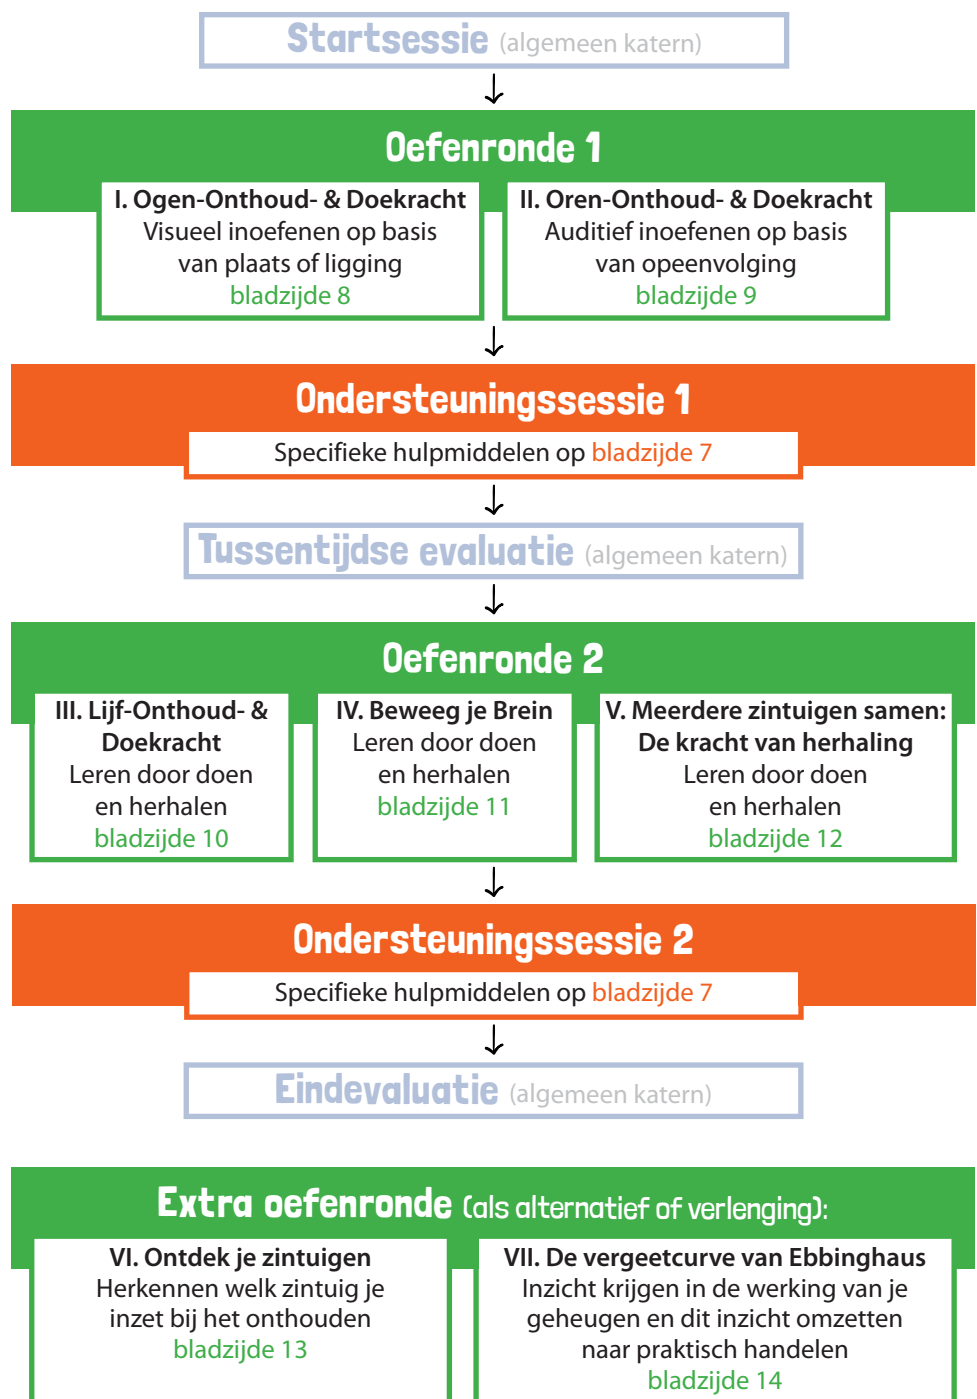 Startsessie (algemeen katern)
Oefenronde 1
I. Ogen-Onthoud- & Doekracht
Visueel inoefenen op basis
van plaats of ligging
bladzijde 8
II. Oren-Onthoud- & Doekracht
Auditief inoefenen op basis
van opeenvolging
bladzijde 9
Ondersteuningssessie 1
Specifieke hulpmiddelen op bladzijde 7
Tussentijdse evaluatie (algemeen katern)
Oefenronde 2
III. Lijf-Onthoud- &
Doekracht
Leren door doen
en herhalen
bladzijde 10
IV. Beweeg je Brein
Leren door doen
en herhalen
bladzijde 11
V. Meerdere zintuigen samen:
De kracht van herhaling
Leren door doen
en herhalen
bladzijde 12
Ondersteuningssessie 2
Specifieke hulpmiddelen op bladzijde 7
Eindevaluatie (algemeen katern)
Extra oefenronde (als alternatief of verlenging):
VI. Ontdek je zintuigen
Herkennen welk zintuig je
inzet bij het onthouden
bladzijde 13
VII. De vergeetcurve van Ebbinghaus
Inzicht krijgen in de werking van je
geheugen en dit inzicht omzetten
naar praktisch handelen
bladzijde 14